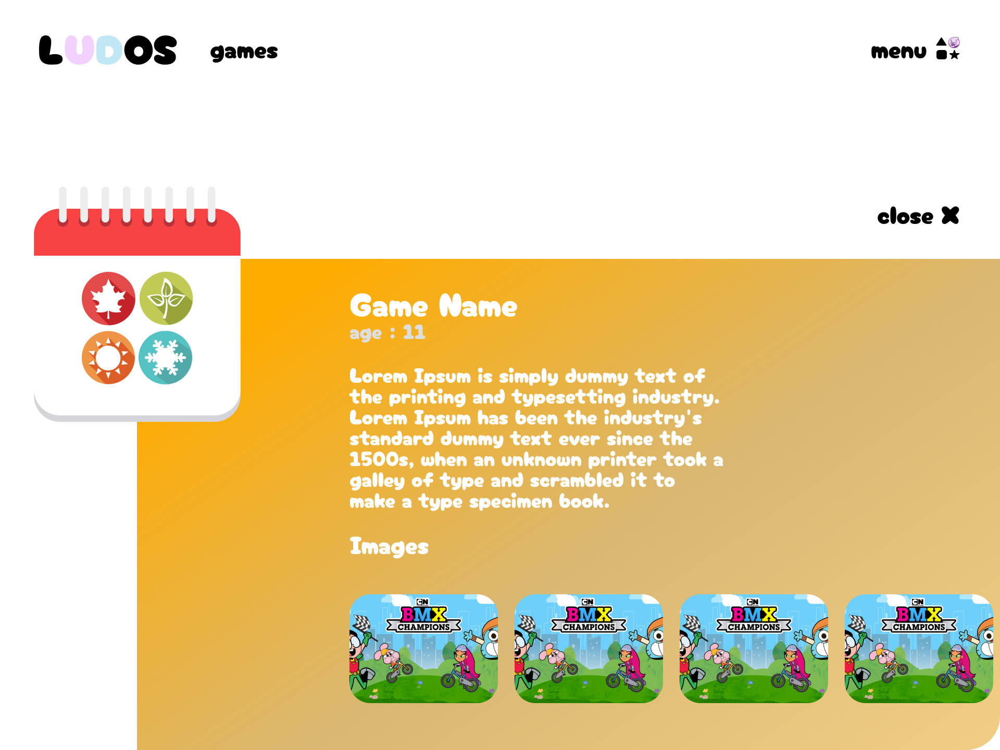 LUDOS
games
menu
close
Game Name
age : 11
Lorem Ipsum is simply dummy text of
the printing and typesetting industry.
Lorem Ipsum has been the industry's
standard dummy text ever since the
1500s, when an unknown printer took a
galley of type and scrambled it to
make a type specimen book.
Images
CN
BMX
CHAMPIONS
CN
BMX
CHAMPIONS
CN
BMX
CHAMPIONS
CN
BMX
CHAMPIONS